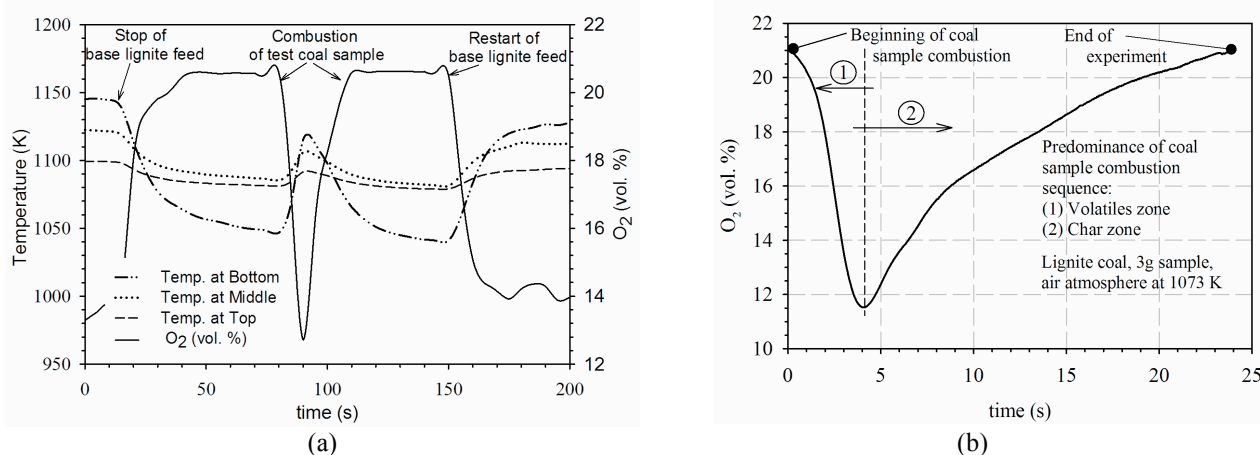 1200
1150
1100
1050
1000
950
Temperature (K)
Stop of
base lignite feed
Combustion
of test coal sample
Restart of
base lignite feed
Temp. at Bottom
Temp. at Middle
Temp. at Top
O2 (vol. %)
22
20
18
16
14
12
O2 (vol. %)
0
50
100
150
200
time (s)
(a)
22
20
18
16
14
12
10
O2 (vol. %)
Beginning of coal
sample combustion
End of
experiment
1
2
Predominance of coal
sample combustion
sequence:
(1) Volatiles zone
(2) Char zone
Lignite coal, 3g sample,
air atmosphere at 1073 K
0
5
10
15
20
25
time (s)
(b)